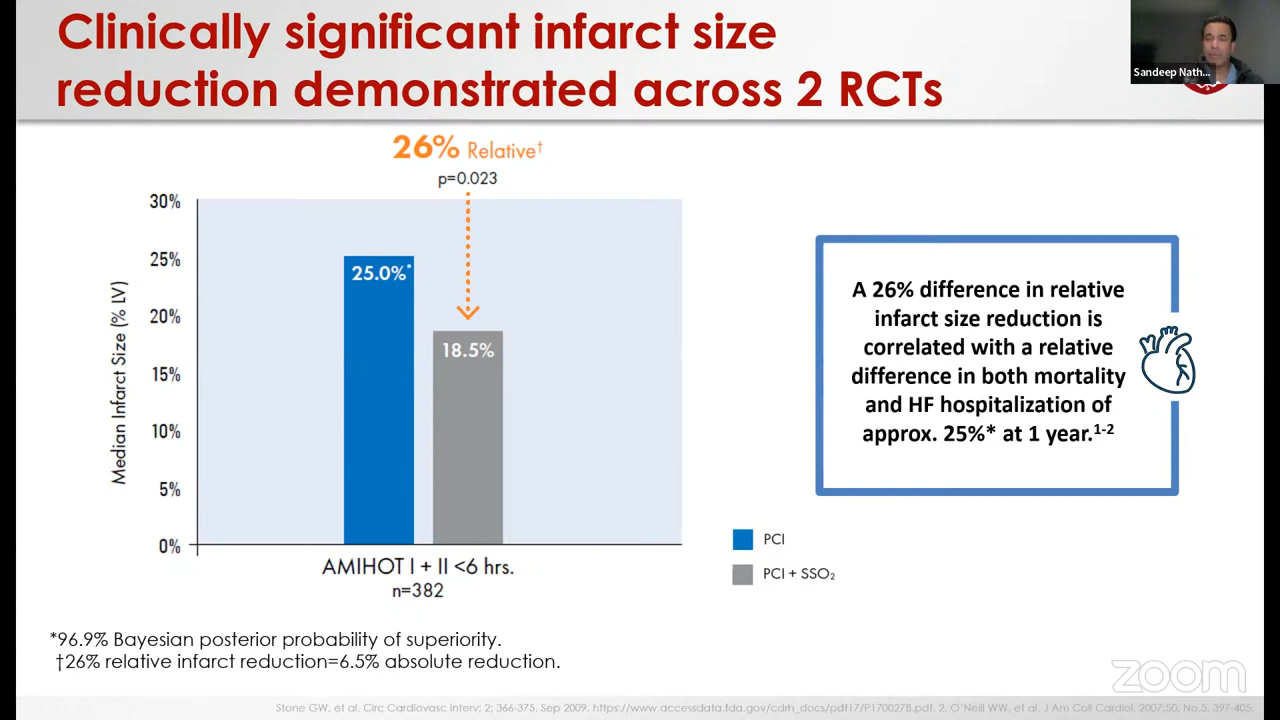 Clinically significant infarct size
reduction demonstrated across 2 RCTs
Sandeep Nath...
26% Relative†
p=0.023
Median Infarct Size (% LV)
30%
25%
20%
15%
10%
5%
0%
25.0%*
18.5%
AMIHOT I + II <6 hrs.
n=382
A 26% difference in relative
infarct size reduction is
correlated with a relative
difference in both mortality
and HF hospitalization of
approx. 25%* at 1 year.1-2
PCI
PCI + SSO₂
*96.9% Bayesian posterior probability of superiority.
†26% relative infarct reduction=6.5% absolute reduction.
zoom
Stone GW, et al. Circ Cardiovasc Interv; 2; 366-375. Sep 2009. https://www.accessdata.fda.gov/cdrh_docs/pdf17/P170027B.pdf. 2. O'Neill WW, et al. J Am Coll Cardiol. 2007;50; No.5. 397-405.